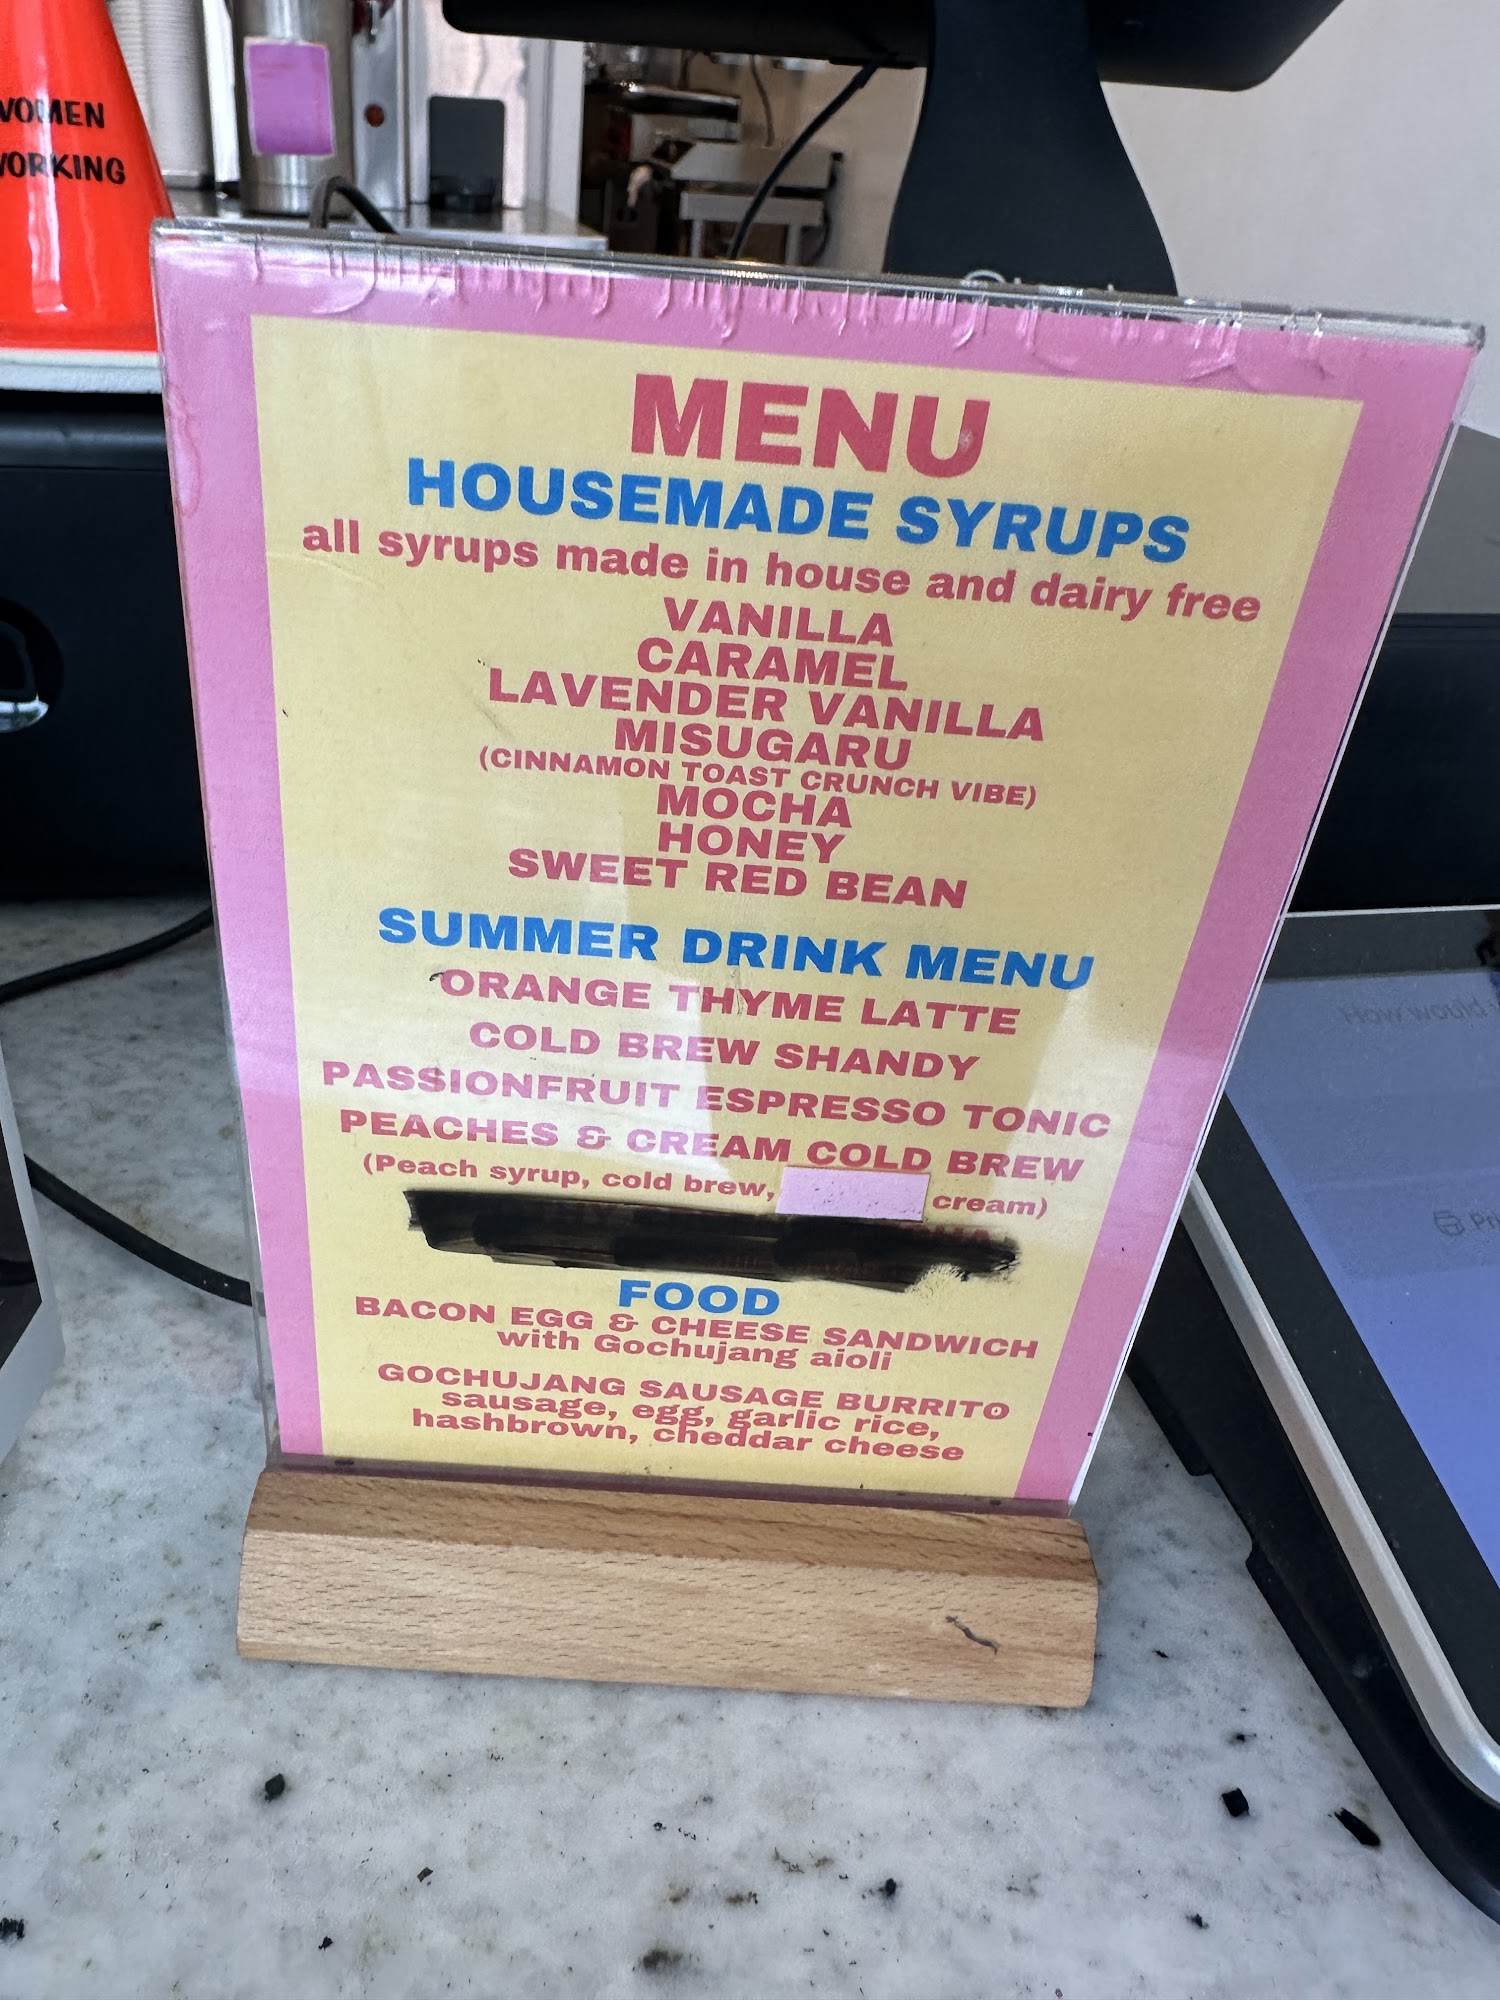 WOMEN
WORKING
MENU
HOUSEMADE SYRUPS
all syrups made in house and dairy free
VANILLA
CARAMEL
LAVENDER VANILLA
MISUGARU
(CINNAMON TOAST CRUNCH VIBE)
MOCHA
HONEY
SWEET RED BEAN
SUMMER DRINK MENU
ORANGE THYME LATTE
COLD BREW SHANDY
PASSIONFRUIT ESPRESSO TONIC
PEACHES & CREAM COLD BREW
(Peach syrup, cold brew, cream)
FOOD
BACON EGG & CHEESE SANDWICH
with Gochujang aioli
GOCHUJANG SAUSAGE BURRITO
sausage, egg, garlic rice,
hashbrown, cheddar cheese
How would